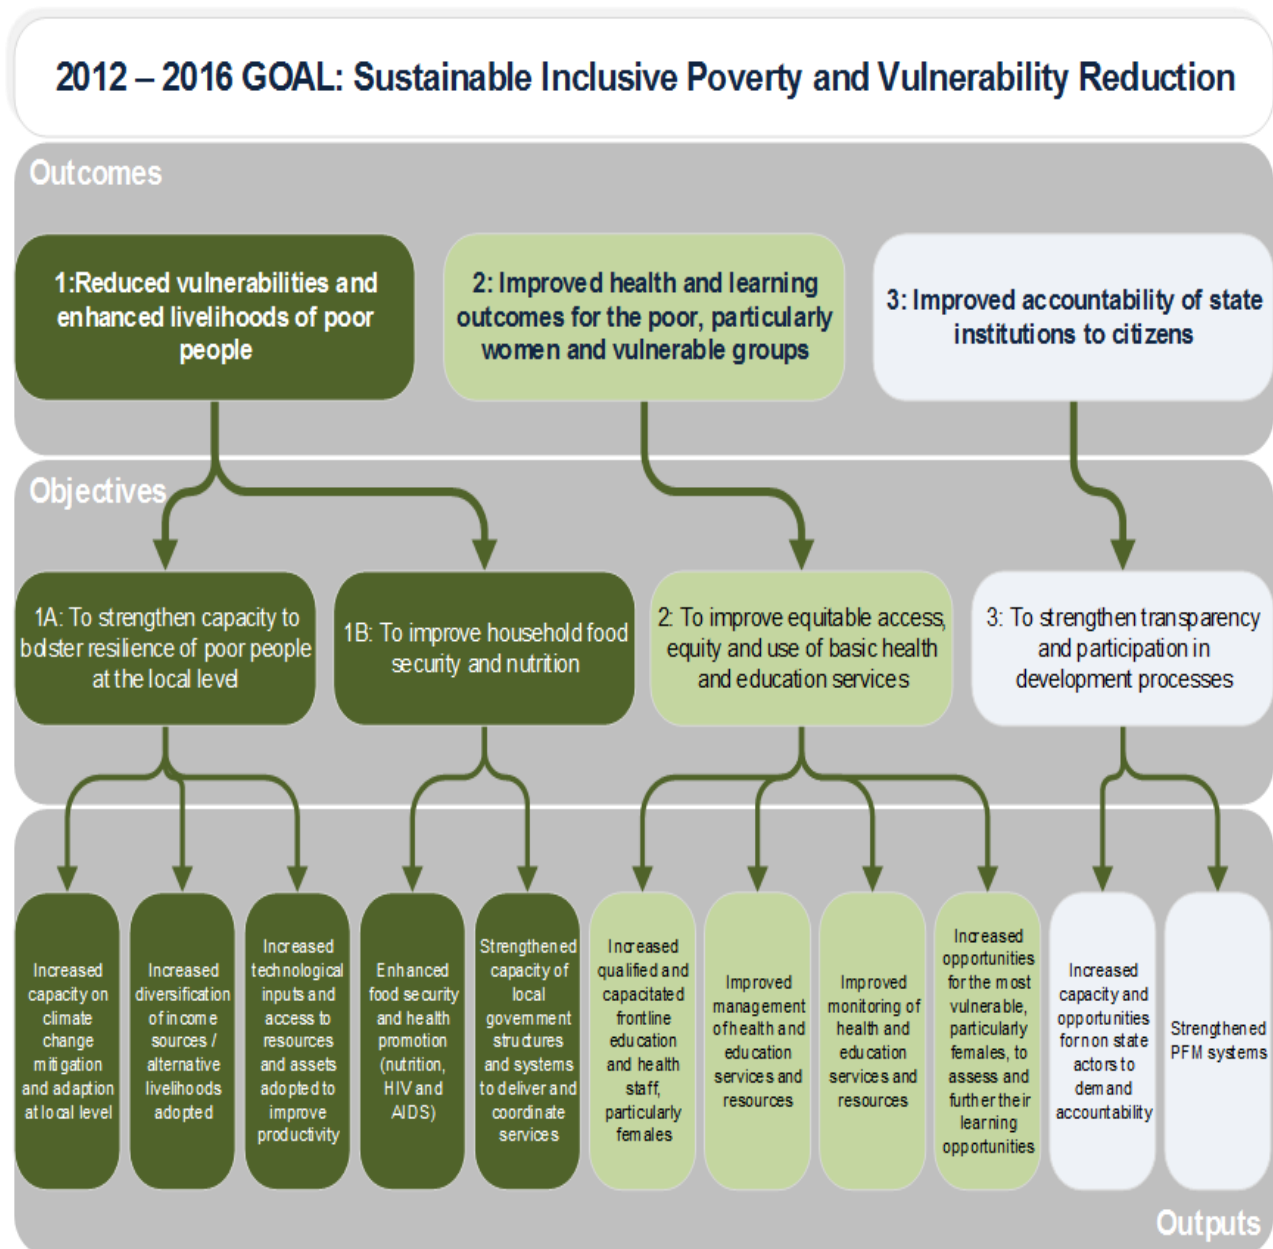 2012 – 2016 GOAL: Sustainable Inclusive Poverty and Vulnerability Reduction
Outcomes
1:Reduced vulnerabilities and
enhanced livelihoods of poor
people
2: Improved health and learning
outcomes for the poor, particularly
women and vulnerable groups
3: Improved accountability of state
institutions to citizens
Objectives
1A: To strengthen capacity to
bolster resilience of poor people
at the local level
1B: To improve household food
security and nutrition
2: To improve equitable access,
equity and use of basic health
and education services
3: To strengthen transparency
and participation in
development processes
Increased
capacity on
climate
change
mitigation
and adaption
at local level
Increased
diversification
of income
sources /
alternative
livelihoods
adopted
Increased
technological
inputs and
access to
resources
and assets
adopted to
improve
productivity
Enhanced
food security
and health
promotion
(nutrition,
HIV and
AIDS)
Strengthened
capacity of
local
government
structures
and systems
to deliver and
coordinate
services
Increased
qualified and
capacitated
frontline
education
and health
staff,
particularly
females
Improved
management
of health and
education
services and
resources
Improved
monitoring of
health and
education
services and
resources
Increased
opportunities
for the most
vulnerable,
particularly
females, to
assess and
further their
learning
opportunities
Increased
capacity and
opportunities
for non state
actors to
demand
accountability
Strengthened
PFM systems
Outputs